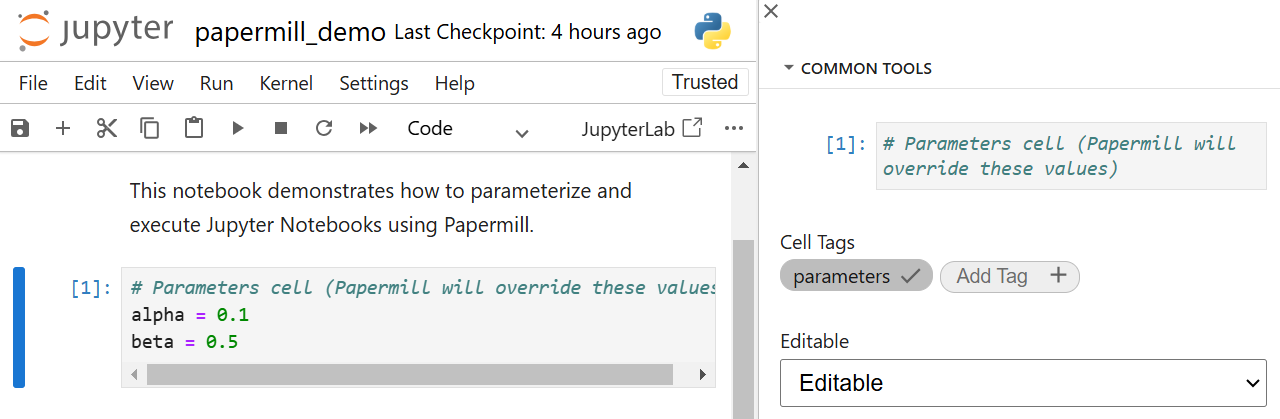 jupyter papermill_demo Last Checkpoint: 4 hours ago
File Edit View Run Kernel Settings Help Trusted
Code JupyterLab
This notebook demonstrates how to parameterize and
execute Jupyter Notebooks using Papermill.
[1]: # Parameters cell (Papermill will override these values
alpha = 0.1
beta = 0.5
COMMON TOOLS
[1]: # Parameters cell (Papermill will
override these values)
Cell Tags
parameters Add Tag +
Editable
Editable